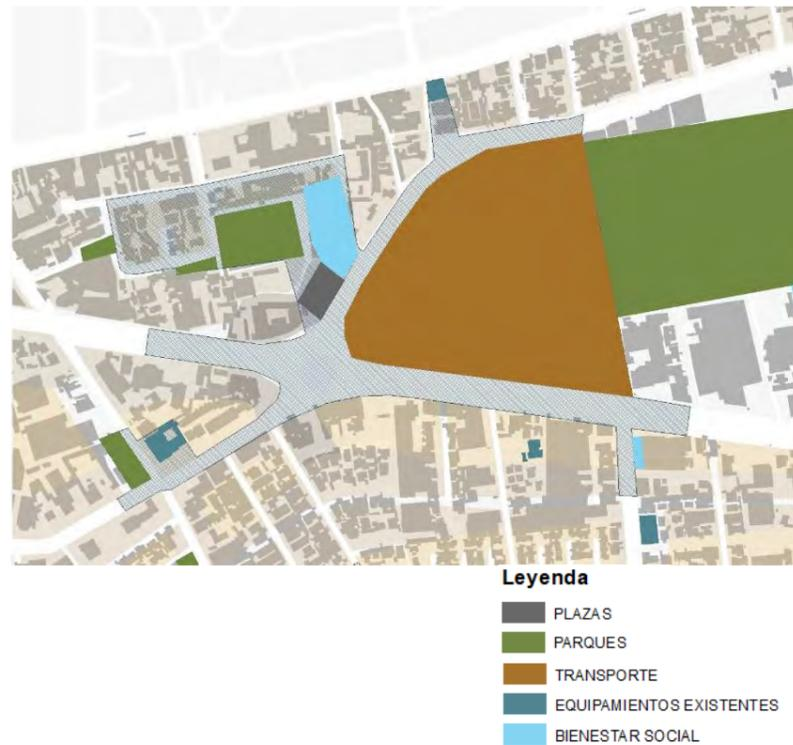 Leyenda
PLAZAS
PARQUES
TRANSPORTE
EQUIPAMIENTOS EXISTENTES
BIENESTAR SOCIAL